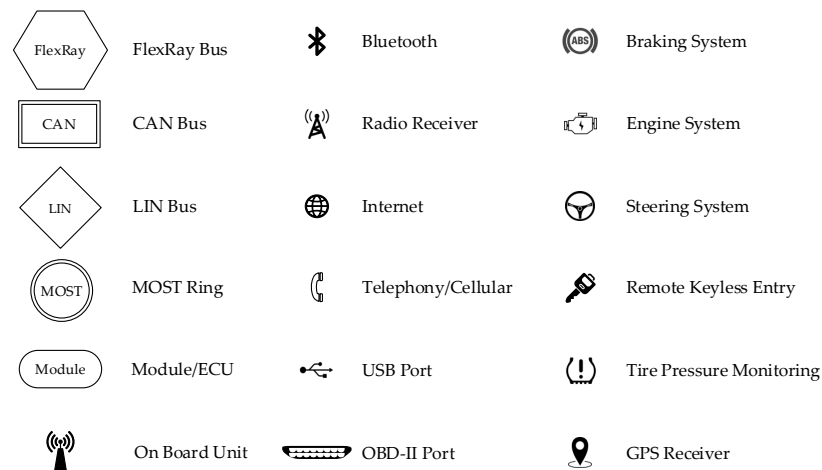 FlexRay FlexRay Bus Bluetooth ABS Braking System
CAN CAN Bus Radio Receiver Engine System
LIN LIN Bus Internet Steering System
MOST MOST Ring Telephony/Cellular Remote Keyless Entry
Module Module/ECU USB Port Tire Pressure Monitoring
On Board Unit OBD-II Port GPS Receiver